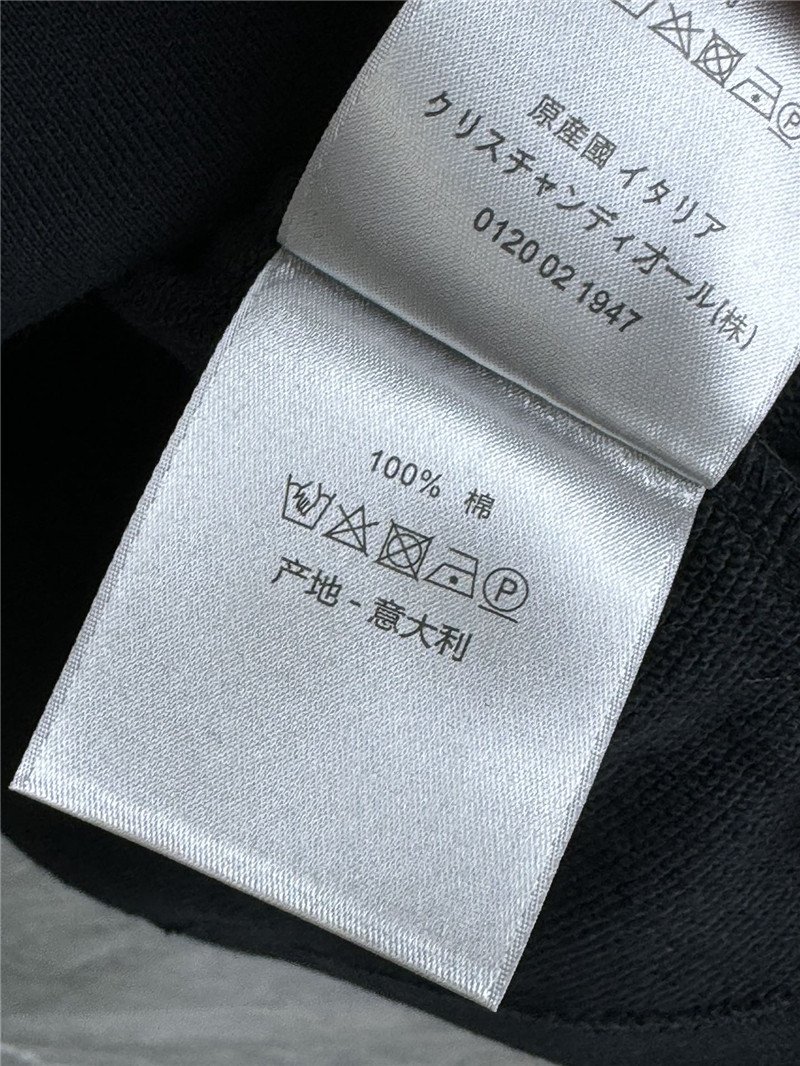 原産國 イタリア
クリスチャンディオール(株)
0120 02 1947
100% 棉
P
产地 - 意大利